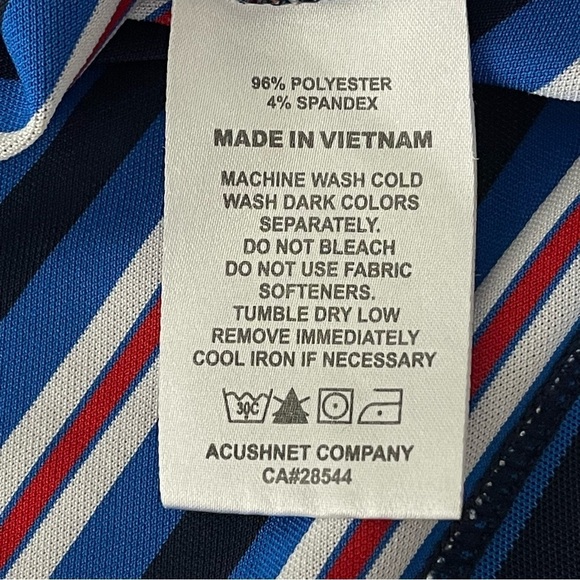 96% POLYESTER
4% SPANDEX
MADE IN VIETNAM
MACHINE WASH COLD
WASH DARK COLORS
SEPARATELY.
DO NOT BLEACH
DO NOT USE FABRIC
SOFTENERS.
TUMBLE DRY LOW
REMOVE IMMEDIATELY
COOL IRON IF NECESSARY
30C
ACUSHNET COMPANY
CA#28544